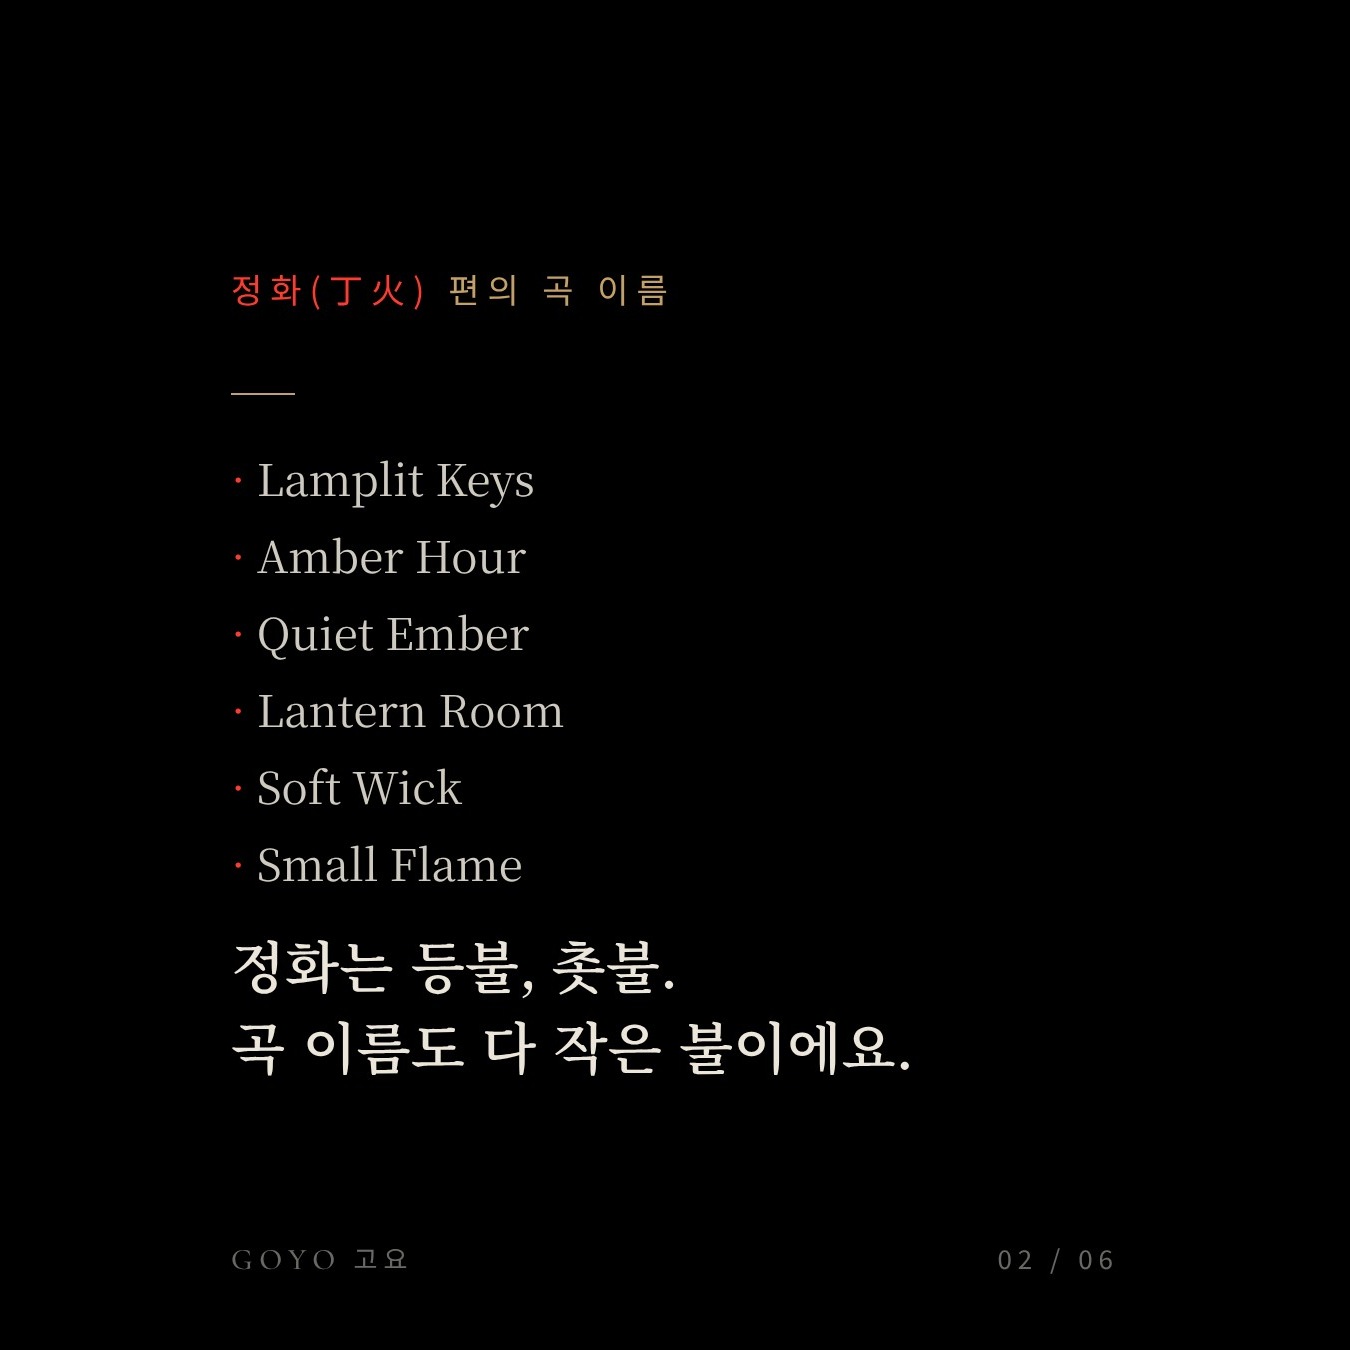 정화(丁火) 편의 곡 이름
· Lamplit Keys
· Amber Hour
· Quiet Ember
· Lantern Room
· Soft Wick
· Small Flame
정화는 등불, 촛불.
곡 이름도 다 작은 불이에요.
GOYO 고요
02 / 06